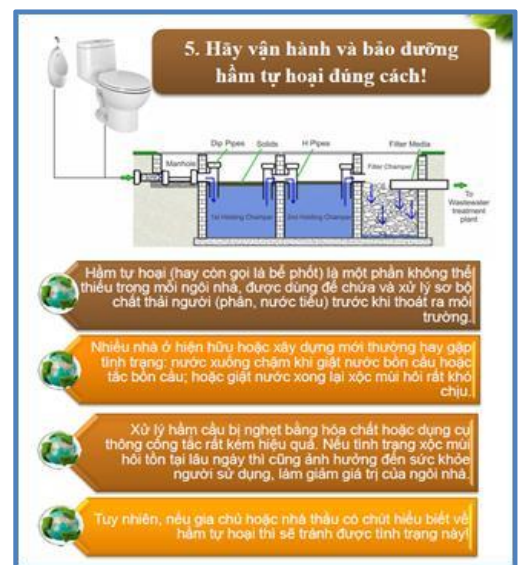 5. Hãy vận hành và bảo dưỡng
hầm tự hoại đúng cách!
Dip Pipes
Solids
H Pipes
Filter Media
Manhole
Filter Champer
1st Holding Champer
2nd Holding Champer
To
Wastewater
treatment
plant
Hầm tự hoại (hay còn gọi là bể phốt) là một phần không thể
thiếu trong mỗi ngôi nhà, được dùng để chứa và xử lý sơ bộ
chất thải người (phân, nước tiểu) trước khi thoát ra môi
trường.
Nhiều nhà ở hiện hữu hoặc xây dựng mới thường hay gặp
tình trạng: nước xuống chậm khi giật nước bồn cầu hoặc
tắc bồn cầu; hoặc giật nước xong lại xộc mùi hôi rất khó
chịu.
Xử lý hầm cầu bị nghẹt bằng hóa chất hoặc dụng cụ
thông cống tắc rất kém hiệu quả. Nếu tình trạng xộc mùi
hôi tồn tại lâu ngày thì cũng ảnh hưởng đến sức khỏe
người sử dụng, làm giảm giá trị của ngôi nhà.
Tuy nhiên, nếu gia chủ hoặc nhà thầu có chút hiểu biết về
hầm tự hoại thì sẽ tránh được tình trạng này!